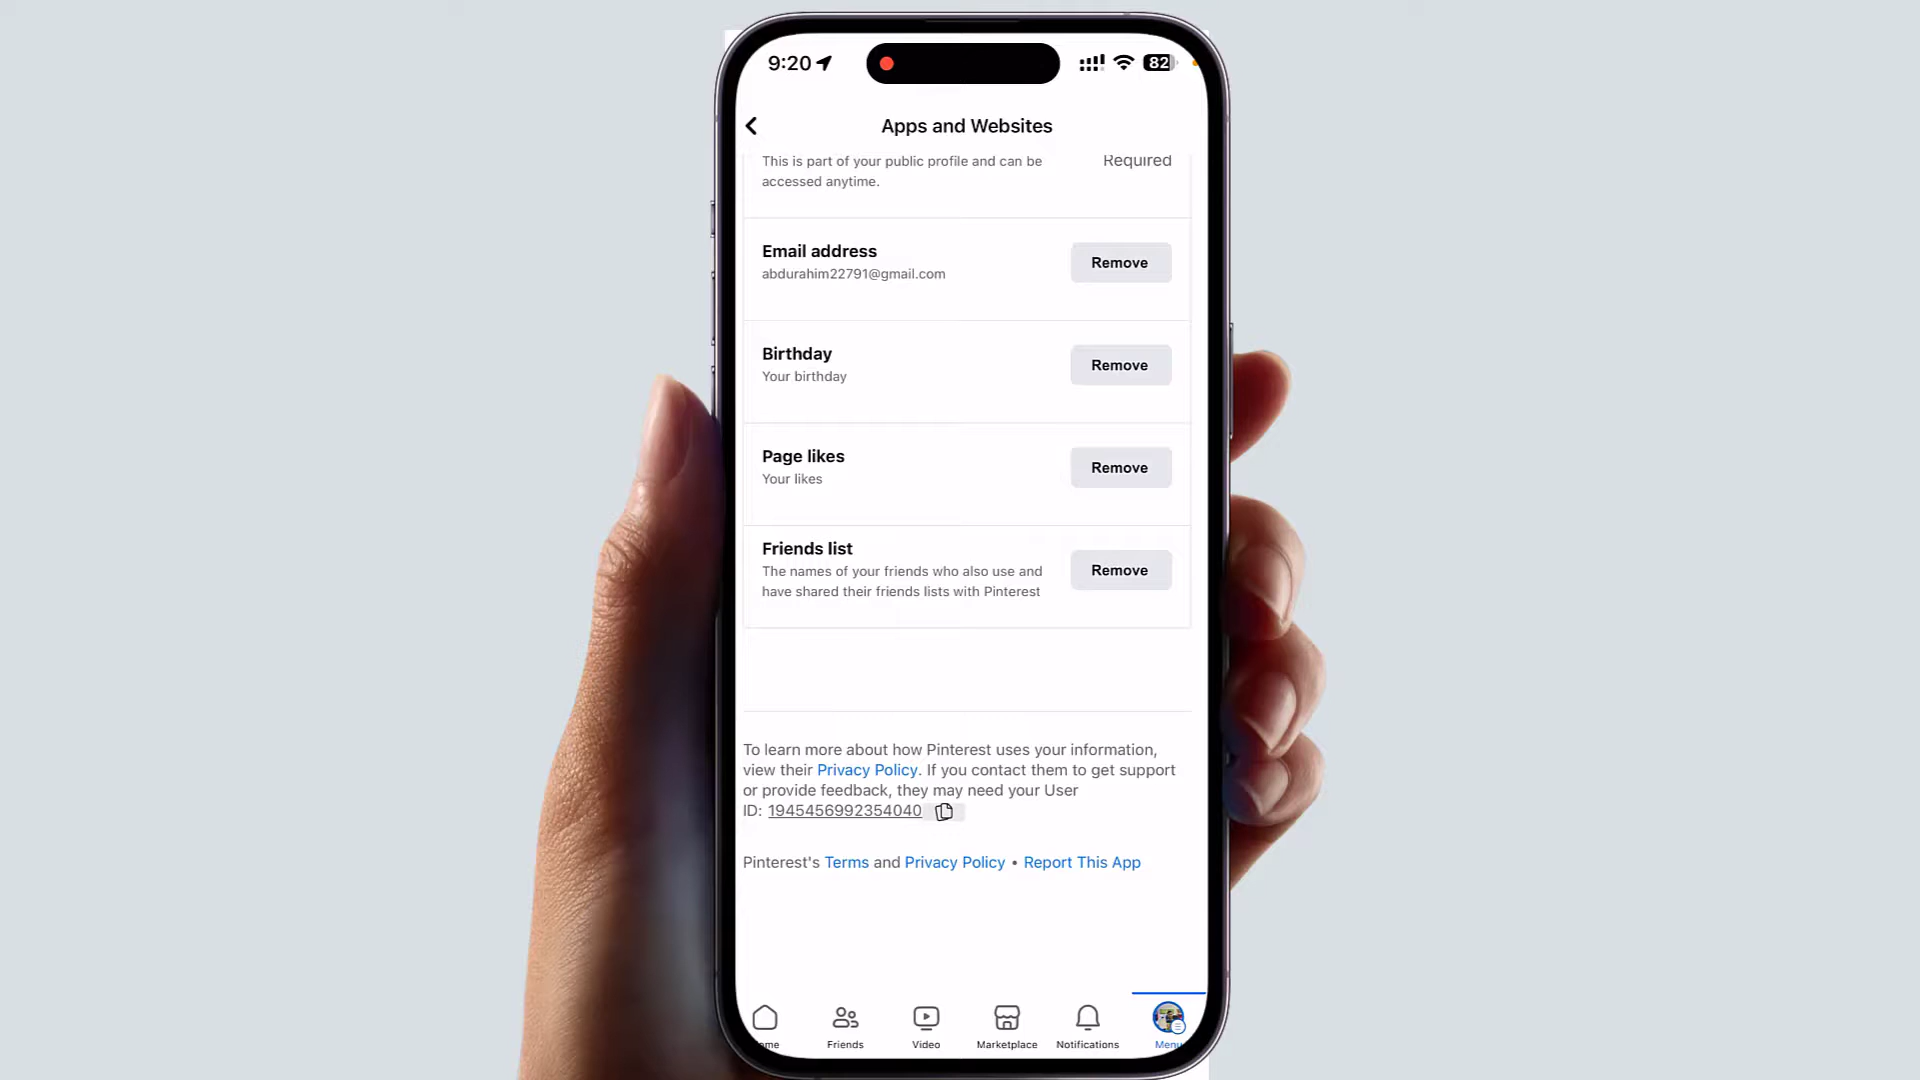 9:20
82
Apps and Websites
This is part of your public profile and can be
accessed anytime.
Required
Email address
abdurahim22791@gmail.com
Remove
Birthday
Your birthday
Remove
Page likes
Your likes
Remove
Friends list
The names of your friends who also use and
have shared their friends lists with Pinterest
Remove
To learn more about how Pinterest uses your information,
view their Privacy Policy. If you contact them to get support
or provide feedback, they may need your User
ID: 1945456992354040
Pinterest's Terms and Privacy Policy • Report This App
ome Friends Video Marketplace Notifications Menu